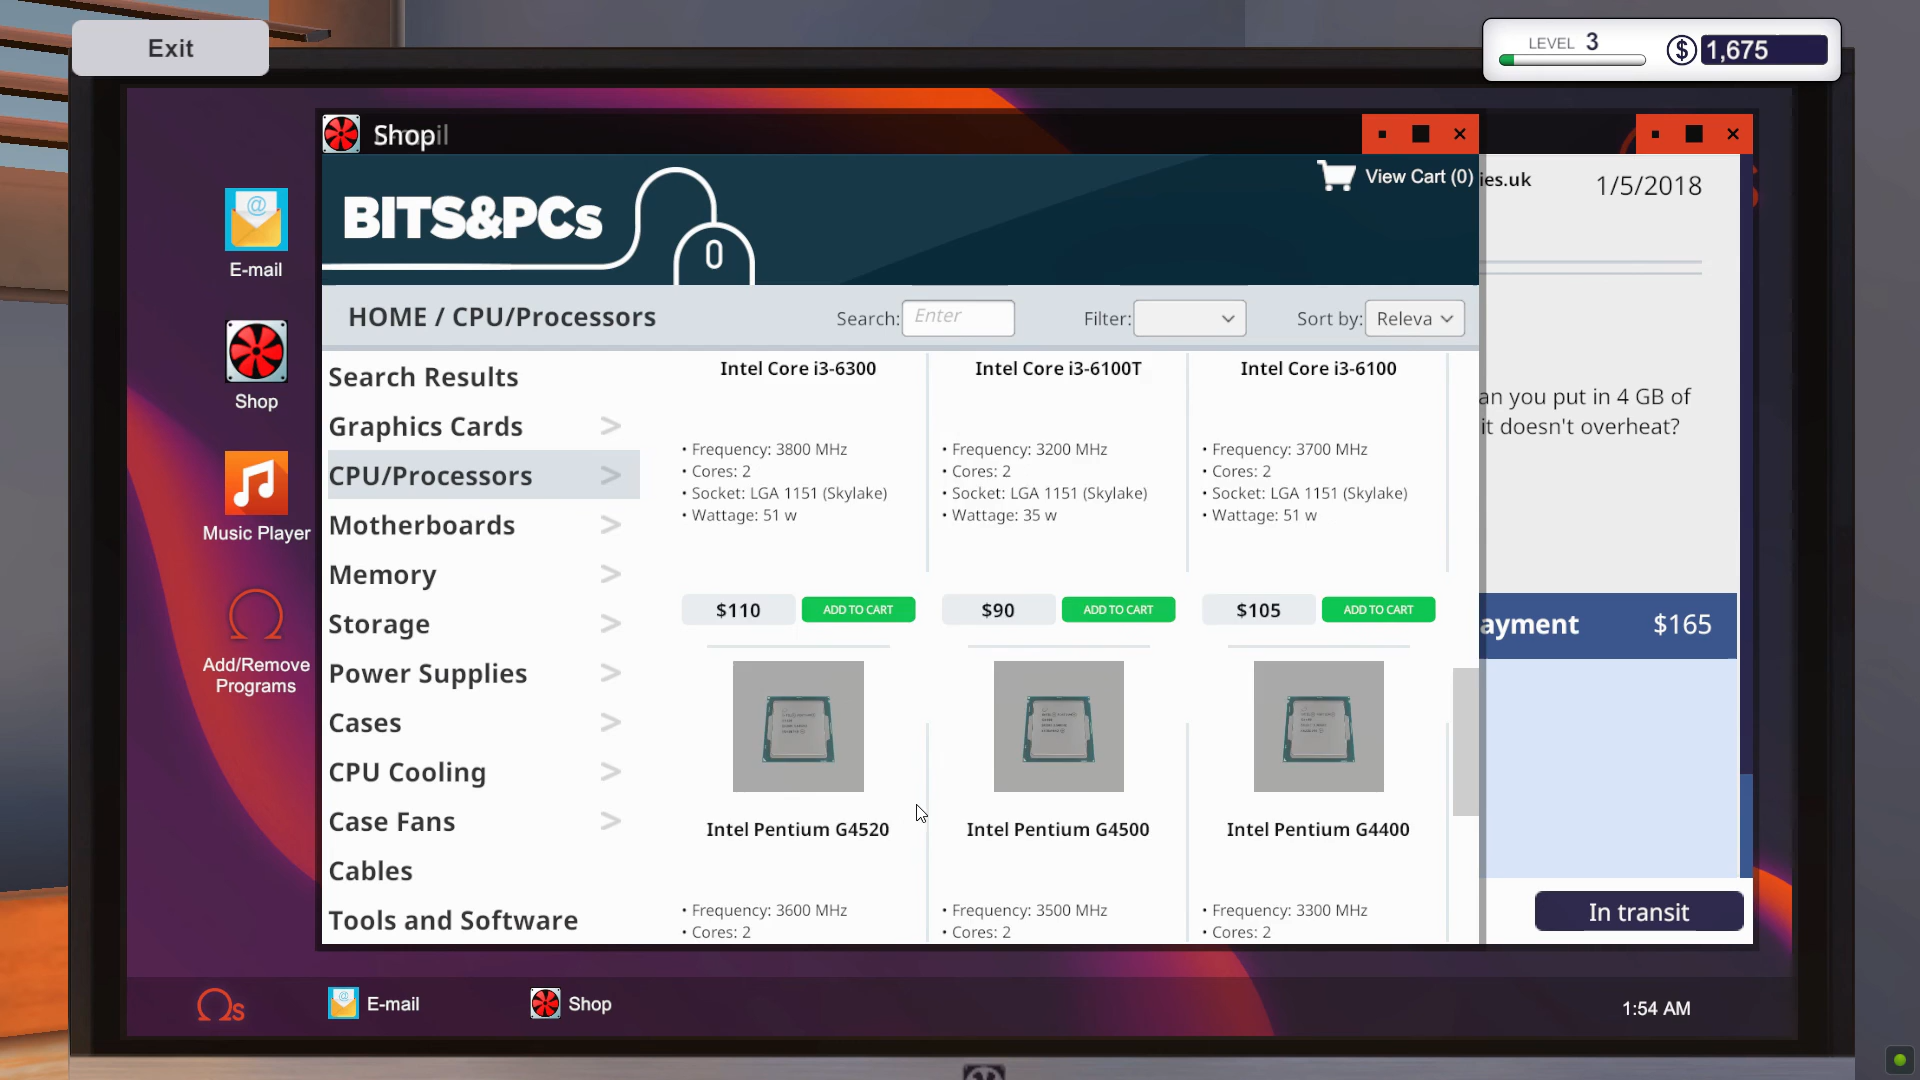 Exit
LEVEL 3
$ 1,675
Shop
View Cart (0)
ies.uk
1/5/2018
BITS&PCs
HOME / CPU/Processors
Search: Enter
Filter:
Sort by: Releva
E-mail
Shop
Music Player
Add/Remove
Programs
Search Results
Graphics Cards >
CPU/Processors >
Motherboards >
Memory >
Storage >
Power Supplies >
Cases >
CPU Cooling >
Case Fans >
Cables
Tools and Software
Intel Core i3-6300
• Frequency: 3800 MHz
• Cores: 2
• Socket: LGA 1151 (Skylake)
• Wattage: 51 w
$110 ADD TO CART
Intel Core i3-6100T
• Frequency: 3200 MHz
• Cores: 2
• Socket: LGA 1151 (Skylake)
• Wattage: 35 w
$90 ADD TO CART
Intel Core i3-6100
• Frequency: 3700 MHz
• Cores: 2
• Socket: LGA 1151 (Skylake)
• Wattage: 51 w
$105 ADD TO CART
Intel Pentium G4520
• Frequency: 3600 MHz
• Cores: 2
Intel Pentium G4500
• Frequency: 3500 MHz
• Cores: 2
Intel Pentium G4400
• Frequency: 3300 MHz
• Cores: 2
an you put in 4 GB of
it doesn't overheat?
ayment $165
In transit
Ωs
E-mail
Shop
1:54 AM